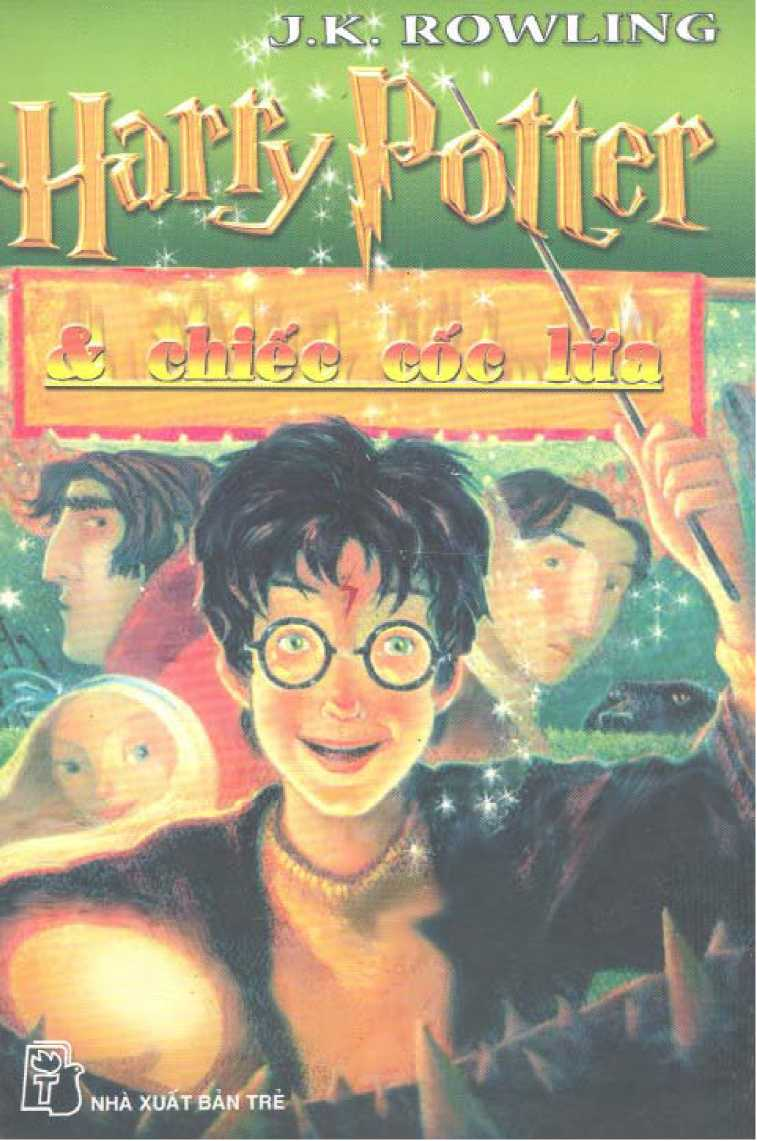 J.K. ROWLING
Harry Potter
& chiếc cốc lửa
T
NHÀ XUẤT BẢN TRẺ